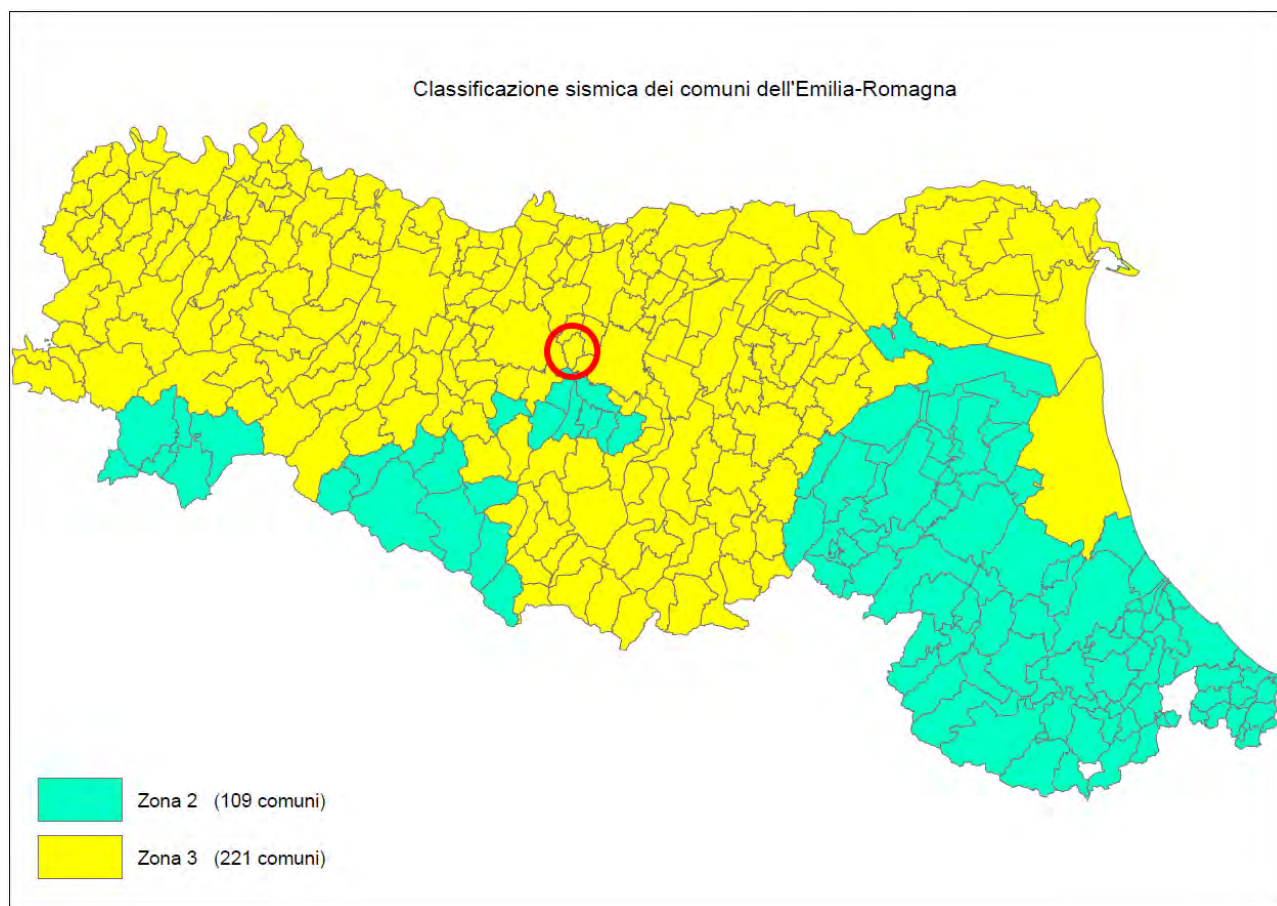 Classificazione sismica dei comuni dell'Emilia-Romagna
Zona 2 (109 comuni)
Zona 3 (221 comuni)